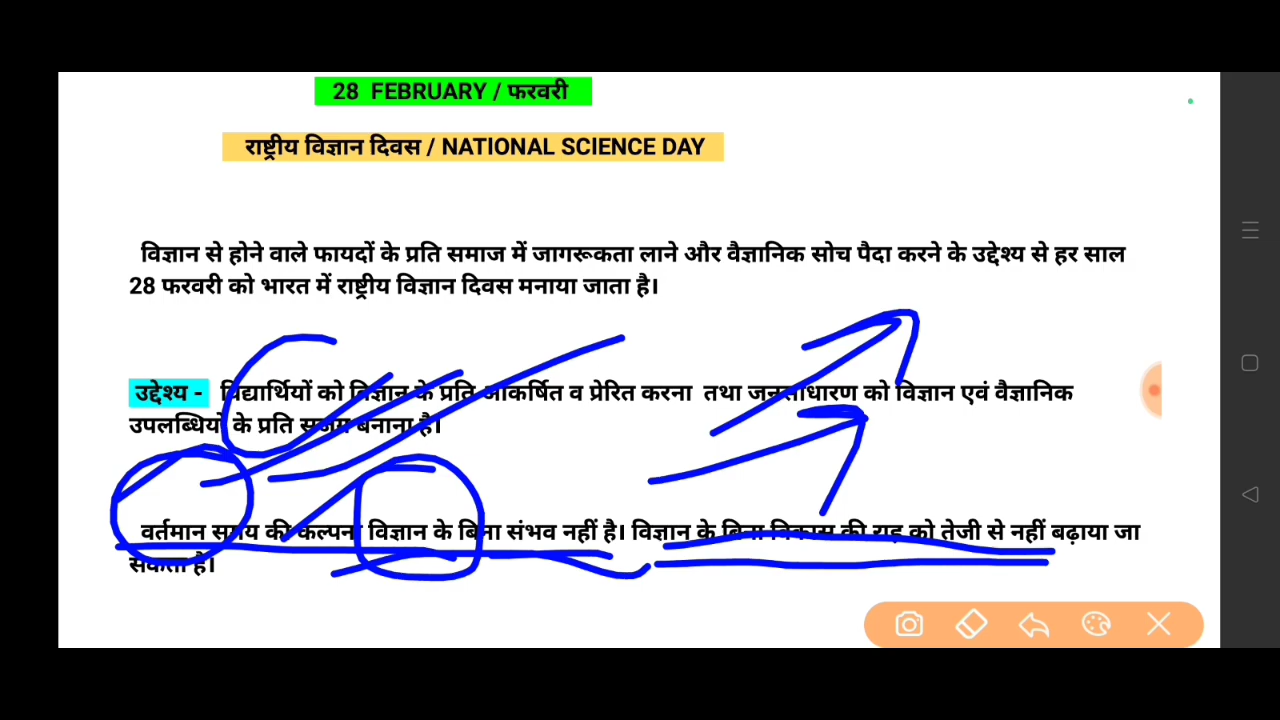 28 FEBRUARY / फरवरी
राष्ट्रीय विज्ञान दिवस / NATIONAL SCIENCE DAY
विज्ञान से होने वाले फायदों के प्रति समाज में जागरूकता लाने और वैज्ञानिक सोच पैदा करने के उद्देश्य से हर साल
28 फरवरी को भारत में राष्ट्रीय विज्ञान दिवस मनाया जाता है।
उद्देश्य - विद्यार्थियों को विज्ञान के प्रति आकर्षित व प्रेरित करना तथा जनसाधारण को विज्ञान एवं वैज्ञानिक
उपलब्धियों के प्रति सजग बनाना है।
वर्तमान समय की कल्पना विज्ञान के बिना संभव नहीं है। विज्ञान के बिना विकास की राह को तेजी से नहीं बढ़ाया जा
सकता है।